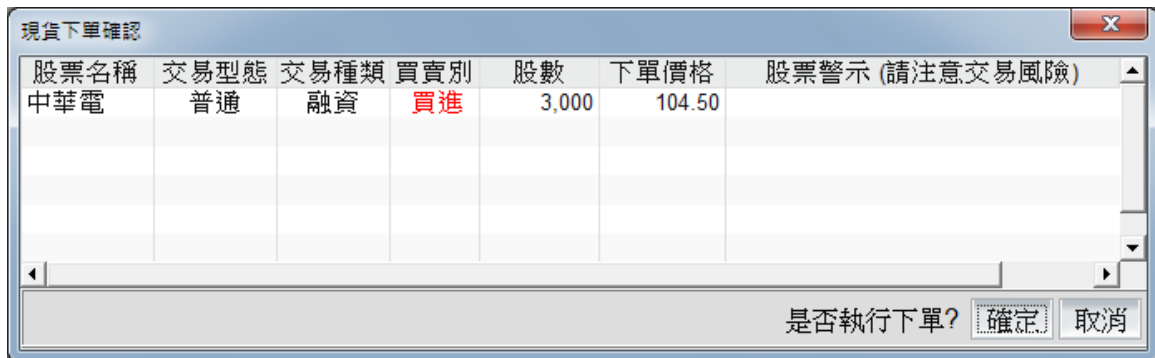 現貨下單確認
股票名稱 交易型態 交易種類 買賣別 股數 下單價格 股票警示 (請注意交易風險)
中華電 普通 融資 買進 3,000 104.50
是否執行下單? 確定 取消